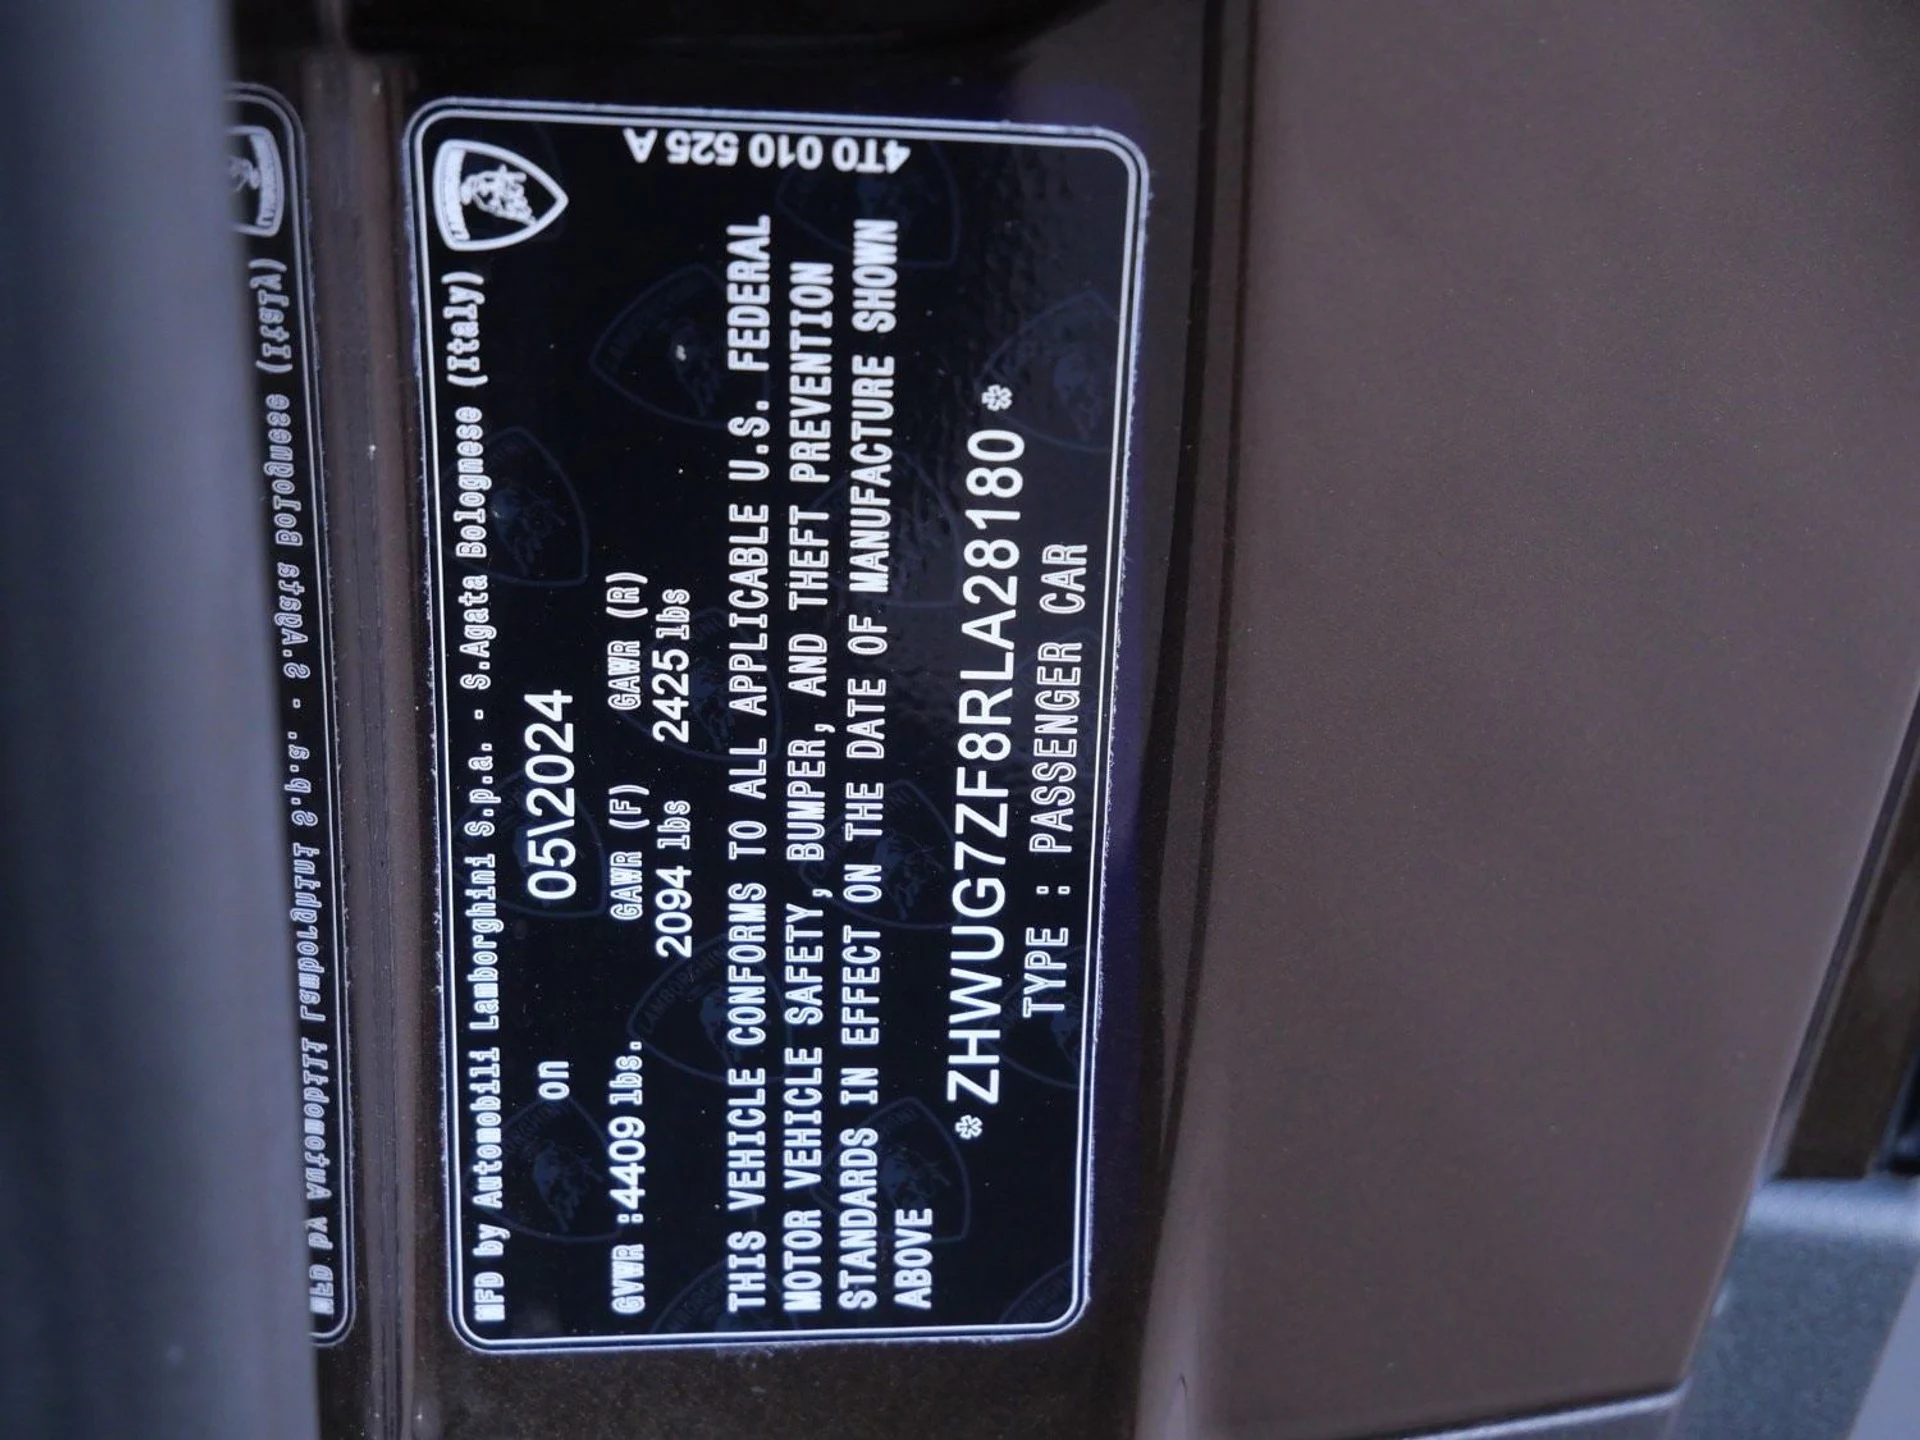 MFD by Automobili Lamborghini S.p.a. - S.Agata Bolognese (Italy)
on 05\2024
GVWR :4409 lbs. GAWR (F) GAWR (R)
2094 lbs 2425 lbs
THIS VEHICLE CONFORMS TO ALL APPLICABLE U.S. FEDERAL
MOTOR VEHICLE SAFETY, BUMPER, AND THEFT PREVENTION
STANDARDS IN EFFECT ON THE DATE OF MANUFACTURE SHOWN
ABOVE
*ZHWUG7ZF8RLA28180*
TYPE : PASSENGER CAR
4T0 010 525 A
MFD by Automobili Lamborghini S.p.a. - S.Agata Bolognese (Italy)